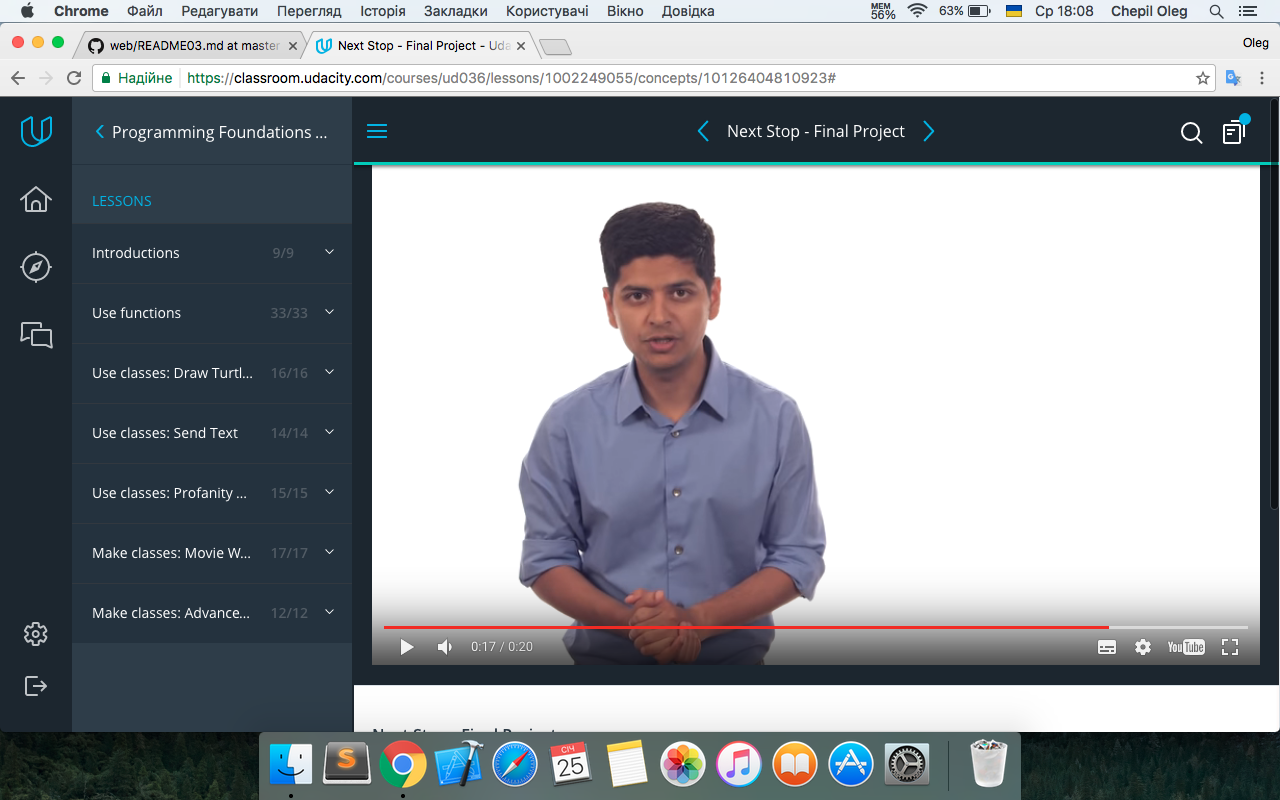 Chrome Файл Редагувати Перегляд Історія Закладки Користувачі Вікно Довідка MEM 56% 63% Ср 18:08 Chepil Oleg
web/README03.md at master Next Stop - Final Project - Uda Oleg
Надійне https://classroom.udacity.com/courses/ud036/lessons/1002249055/concepts/10126404810923#
Programming Foundations ... Next Stop - Final Project
LESSONS
Introductions 9/9
Use functions 33/33
Use classes: Draw Turtl... 16/16
Use classes: Send Text 14/14
Use classes: Profanity ... 15/15
Make classes: Movie W... 17/17
Make classes: Advance... 12/12
0:17 / 0:20 YouTube
Next Stop - Final Project
СІЧ
25